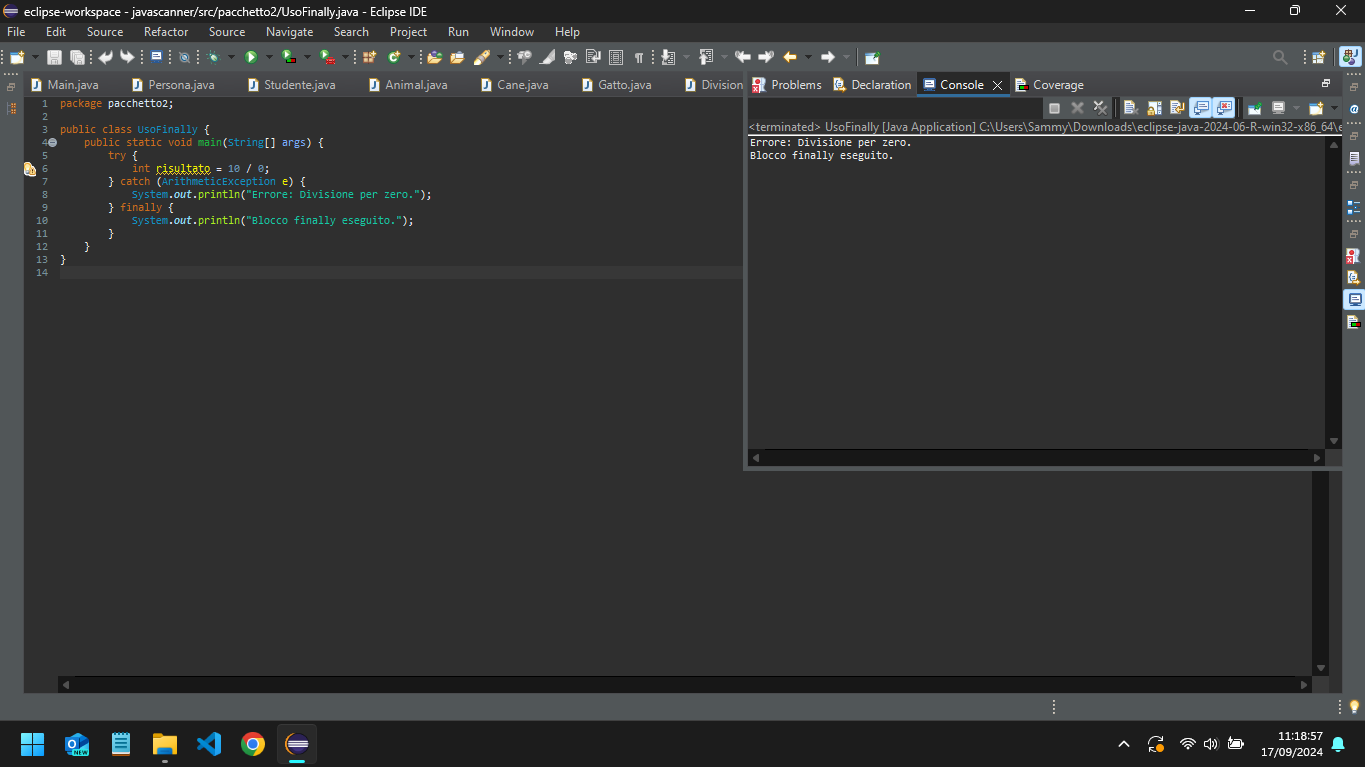 eclipse-workspace - javascanner/src/pacchetto2/UsoFinally.java - Eclipse IDE
File Edit Source Refactor Source Navigate Search Project Run Window Help
Main.java Persona.java Studente.java Animal.java Cane.java Gatto.java Division
1 package pacchetto2;
2
3 public class UsoFinally {
4 public static void main(String[] args) {
5 try {
6 int risultato = 10 / 0;
7 } catch (ArithmeticException e) {
8 System.out.println("Errore: Divisione per zero.");
9 } finally {
10 System.out.println("Blocco finally eseguito.");
11 }
12 }
13 }
14
Problems Declaration Console Coverage
<terminated> UsoFinally [Java Application] C:\Users\Sammy\Downloads\eclipse-java-2024-06-R-win32-x86_64\e
Errore: Divisione per zero.
Blocco finally eseguito.
NEW
11:18:57
17/09/2024